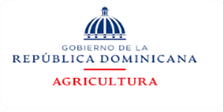 GOBIERNO DE LA
REPÚBLICA DOMINICANA
AGRICULTURA